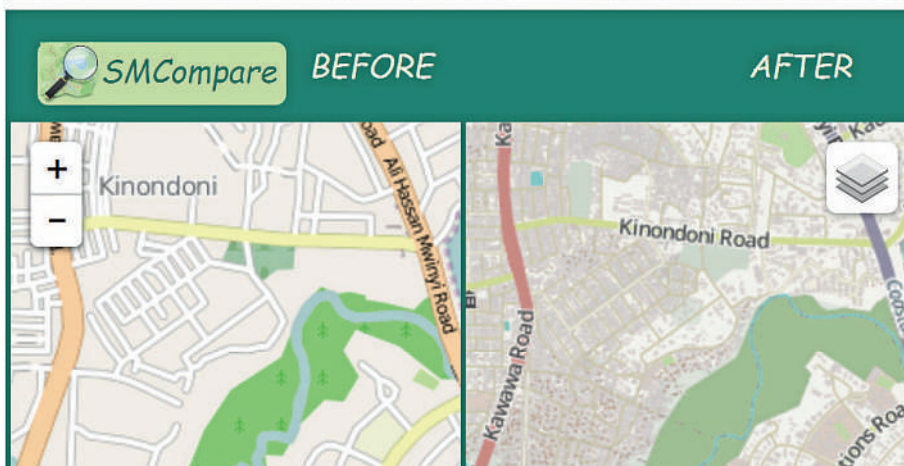 SMCompare
BEFORE
AFTER
+
−
Kinondoni
Ali Hassan Mwinyi Road
Kinondoni Road
Kawawa Road